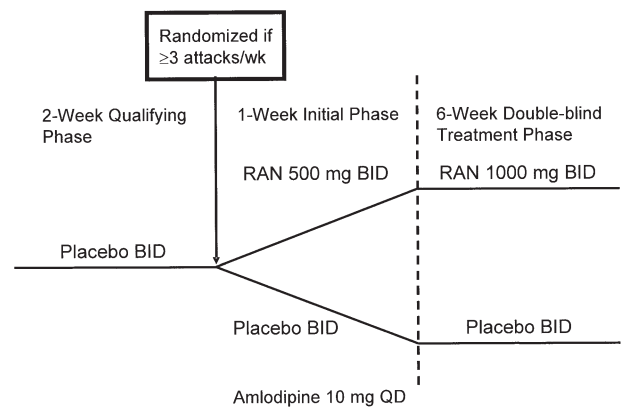 Randomized if
≥3 attacks/wk
2-Week Qualifying
Phase
1-Week Initial Phase
6-Week Double-blind
Treatment Phase
RAN 500 mg BID
RAN 1000 mg BID
Placebo BID
Placebo BID
Placebo BID
Amlodipine 10 mg QD